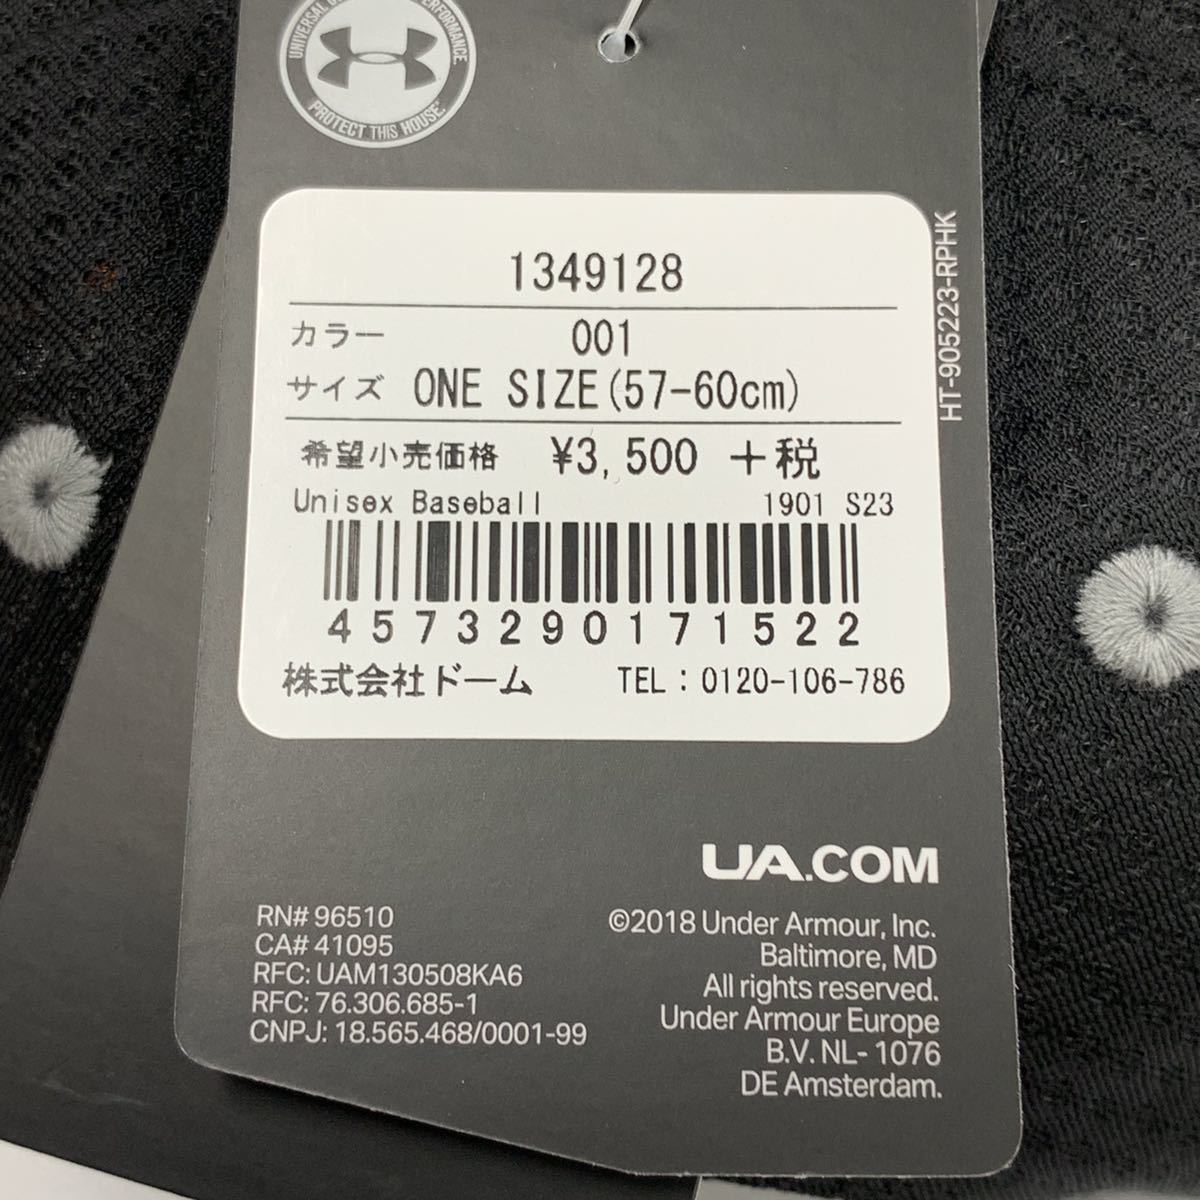 PERFORMANCE.
PROTECT THIS HOUSE®
1349128
カラー 001
サイズ ONE SIZE(57-60cm)
希望小売価格 ¥3,500 +税
Unisex Baseball 1901 S23
4573290171522
株式会社ドーム TEL:0120-106-786
HT-905223-RPHK
UA.COM
RN# 96510
CA# 41095
RFC: UAM130508KA6
RFC: 76.306.685-1
CNPJ: 18.565.468/0001-99
©2018 Under Armour, Inc.
Baltimore, MD
All rights reserved.
Under Armour Europe
B.V. NL- 1076
DE Amsterdam.